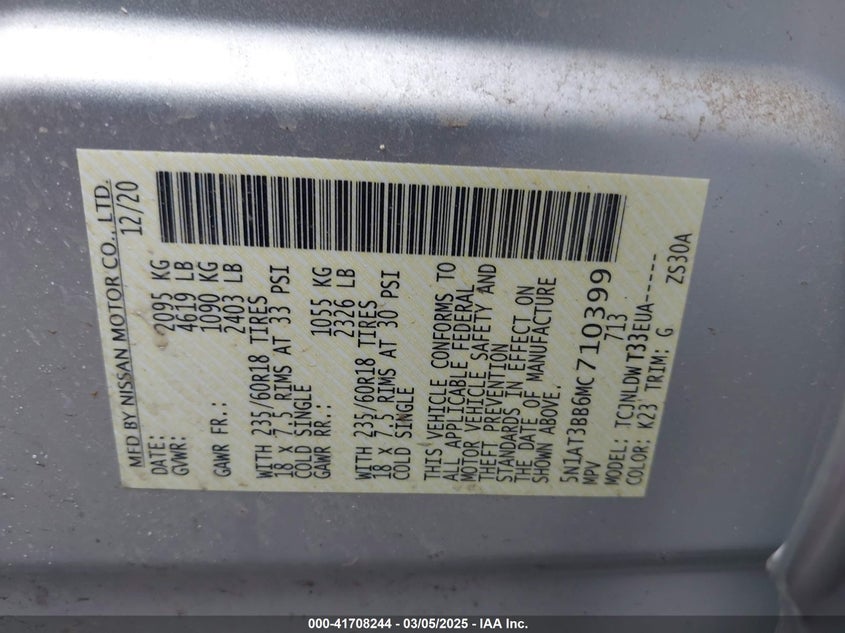 MFD BY NISSAN MOTOR CO., LTD.
DATE: 12/20
GVWR: 2095 KG
4619 LB
GAWR FR.: 1090 KG
2403 LB
WITH 235/60R18 TIRES
18 X 7.5 RIMS AT 33 PSI
COLD SINGLE
GAWR RR.: 1055 KG
2326 LB
WITH 235/60R18 TIRES
18 X 7.5 RIMS AT 30 PSI
COLD SINGLE
THIS VEHICLE CONFORMS TO
ALL APPLICABLE FEDERAL
MOTOR VEHICLE SAFETY AND
THEFT PREVENTION
STANDARDS IN EFFECT ON
THE DATE OF MANUFACTURE
SHOWN ABOVE.
5N1AT3BB6MC710399
MPV 713
MODEL: TCJNLDWT33EUA------
COLOR: K23 TRIM: G ZS30A
000-41708244 - 03/05/2025 - IAA Inc.